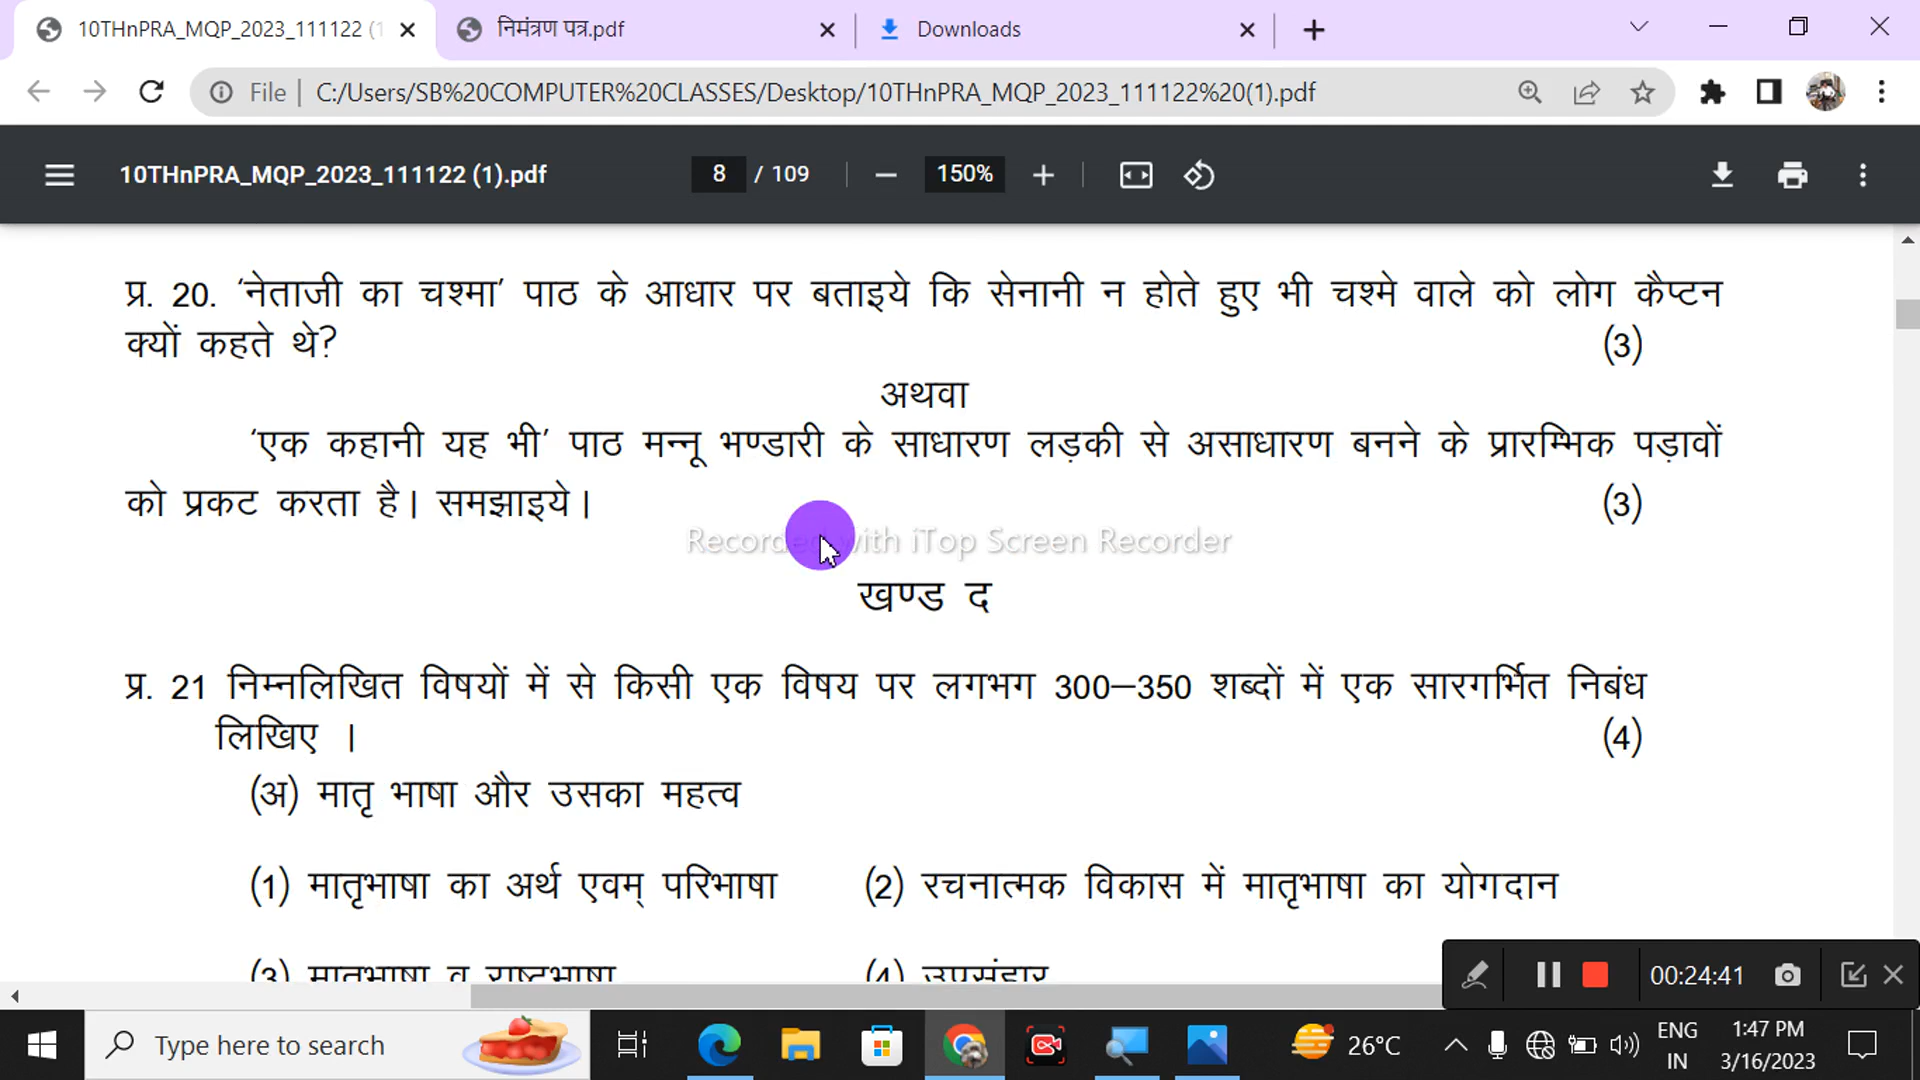 10THnPRA_MQP_2023_111122 (1
निमंत्रण पत्र.pdf
Downloads
File
C:/Users/SB%20COMPUTER%20CLASSES/Desktop/10THnPRA_MQP_2023_111122%20(1).pdf
10THnPRA_MQP_2023_111122 (1).pdf
8 / 109
150%
प्र. 20. 'नेताजी का चश्मा' पाठ के आधार पर बताइये कि सेनानी न होते हुए भी चश्मे वाले को लोग कैप्टन
क्यों कहते थे? (3)
अथवा
'एक कहानी यह भी' पाठ मन्नू भण्डारी के साधारण लड़की से असाधारण बनने के प्रारम्भिक पड़ावों
को प्रकट करता है। समझाइये। (3)
Recorded with iTop Screen Recorder
खण्ड द
प्र. 21 निम्नलिखित विषयों में से किसी एक विषय पर लगभग 300–350 शब्दों में एक सारगर्भित निबंध
लिखिए । (4)
(अ) मातृ भाषा और उसका महत्व
(1) मातृभाषा का अर्थ एवम् परिभाषा (2) रचनात्मक विकास में मातृभाषा का योगदान
(3) मातृभाषा व राष्ट्रभाषा (4) उपसंहार
00:24:41
Type here to search
26°C
ENG
IN
1:47 PM
3/16/2023